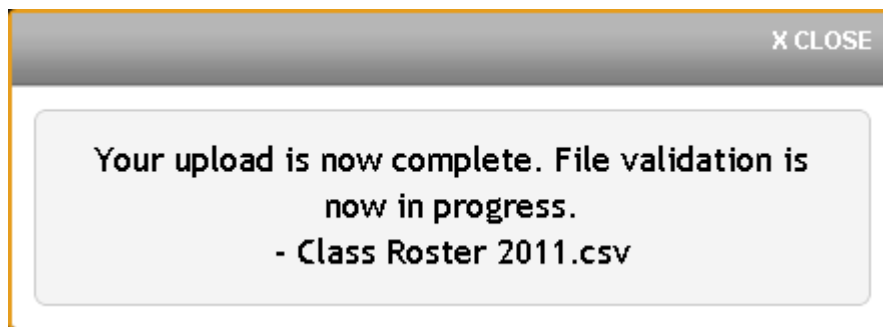 X CLOSE
Your upload is now complete. File validation is
now in progress.
- Class Roster 2011.csv